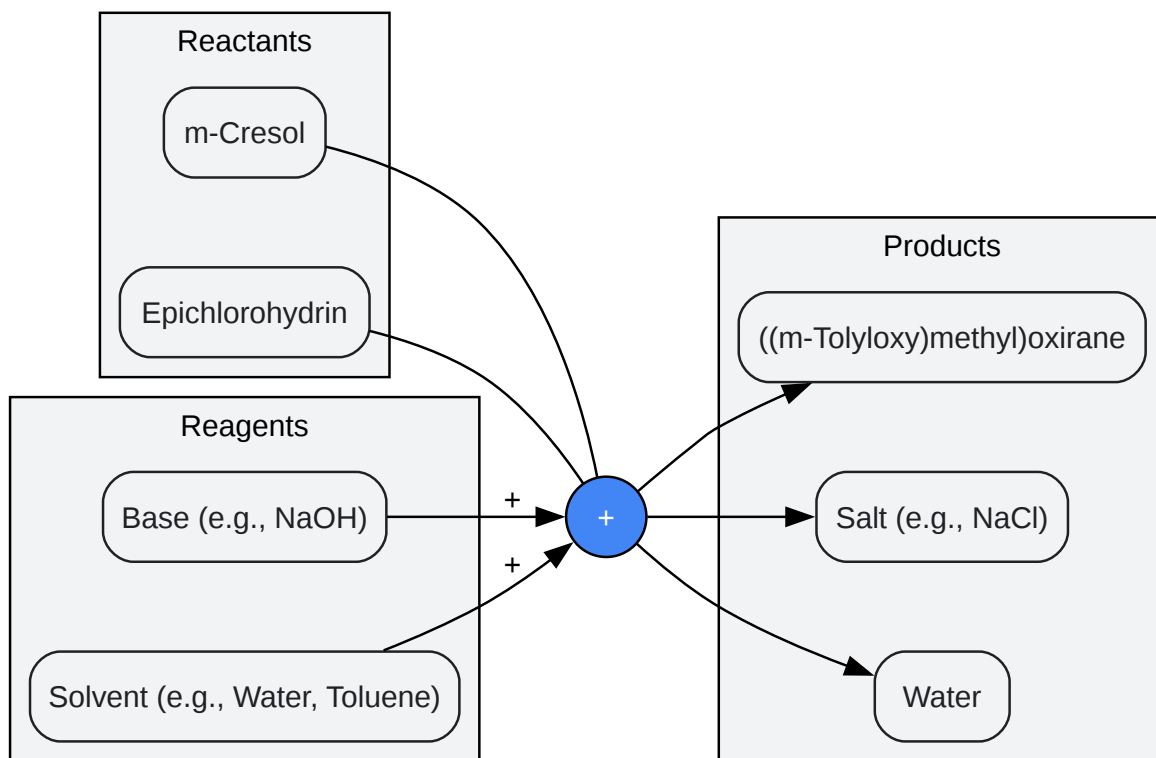 Reactants
m-Cresol
Epichlorohydrin
Reagents
Base (e.g., NaOH)
Solvent (e.g., Water, Toluene)
+
+
+
Products
((m-Tolyloxy)methyl)oxirane
Salt (e.g., NaCl)
Water